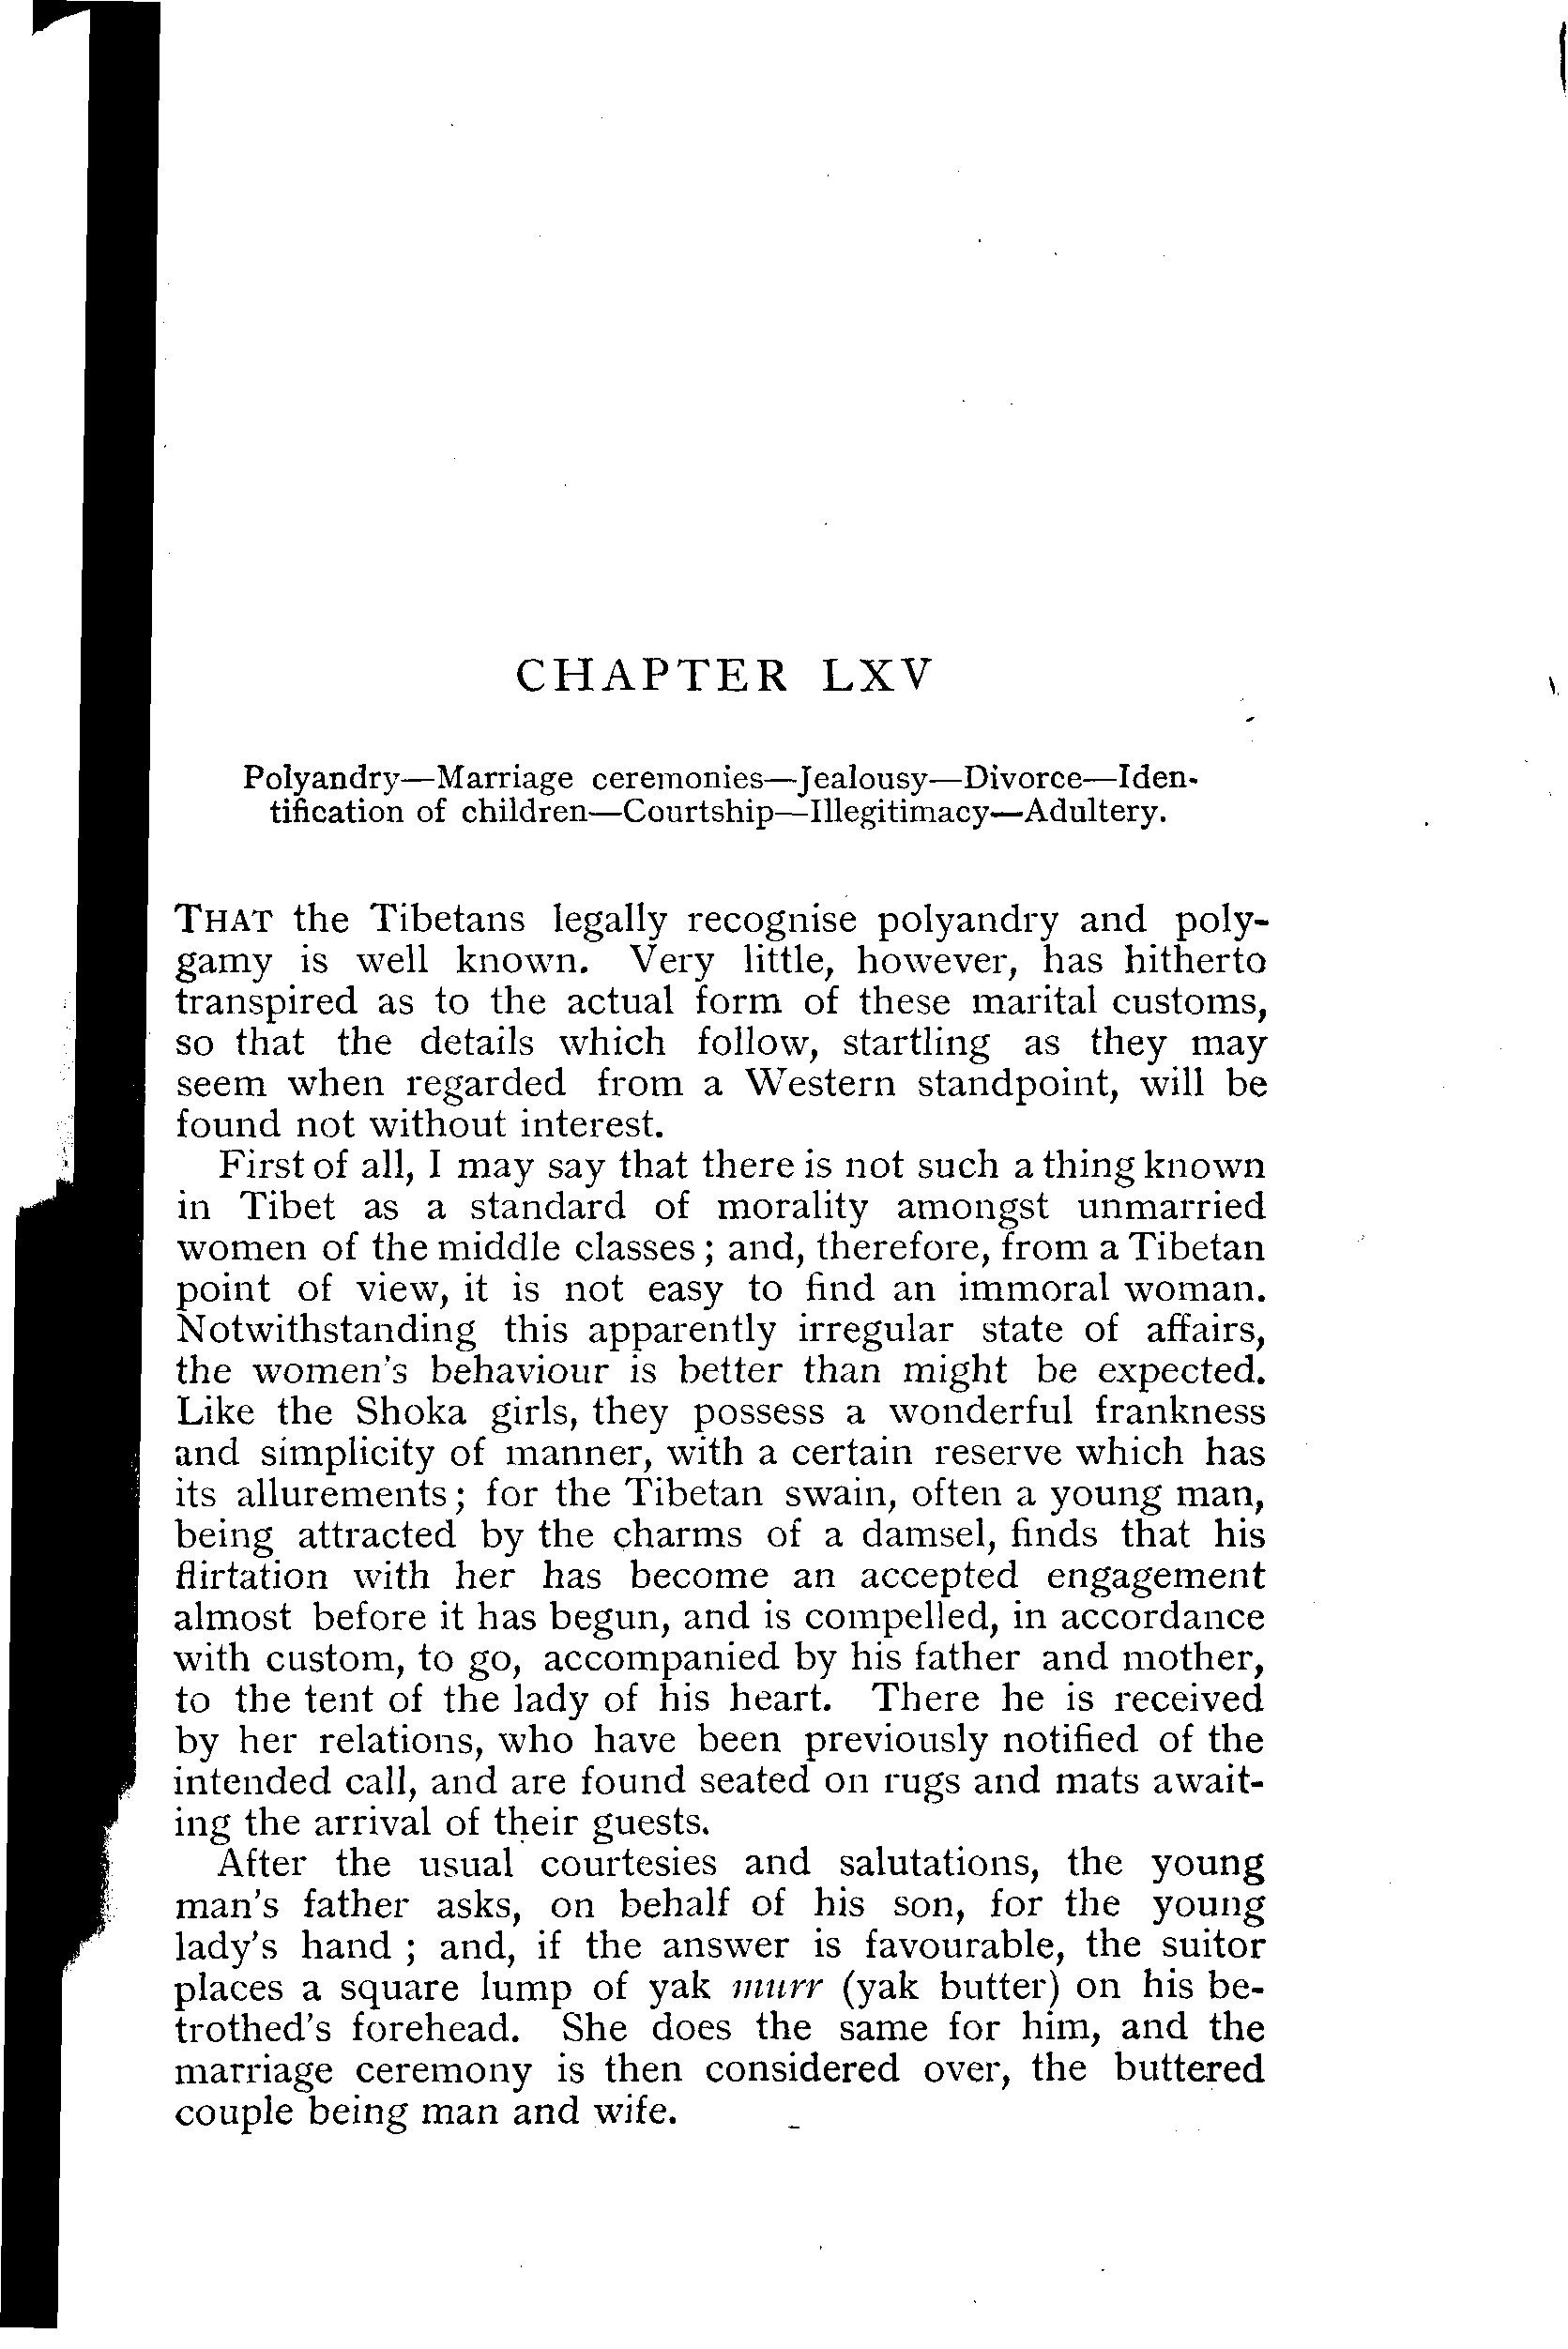 CHAPTER LXV
Polyandry—Marriage ceremonies—Jealousy—Divorce—Iden-
tification of children—Courtship—Illegitimacy—Adultery.
THAT the Tibetans legally recognise polyandry and poly-
gamy is well known. Very little, however, has hitherto
transpired as to the actual form of these marital customs,
so that the details which follow, startling as they may
seem when regarded from a Western standpoint, will be
found not without interest.
First of all, I may say that there is not such a thing known
in Tibet as a standard of morality amongst unmarried
women of the middle classes; and, therefore, from a Tibetan
point of view, it is not easy to find an immoral woman.
Notwithstanding this apparently irregular state of affairs,
the women's behaviour is better than might be expected.
Like the Shoka girls, they possess a wonderful frankness
and simplicity of manner, with a certain reserve which has
its allurements; for the Tibetan swain, often a young man,
being attracted by the charms of a damsel, finds that his
flirtation with her has become an accepted engagement
almost before it has begun, and is compelled, in accordance
with custom, to go, accompanied by his father and mother,
to the tent of the lady of his heart. There he is received
by her relations, who have been previously notified of the
intended call, and are found seated on rugs and mats await-
ing the arrival of their guests.
After the usual courtesies and salutations, the young
man's father asks, on behalf of his son, for the young
lady's hand ; and, if the answer is favourable, the suitor
places a square lump of yak murr (yak butter) on his be-
trothed's forehead. She does the same for him, and the
marriage ceremony is then considered over, the buttered
couple being man and wife.